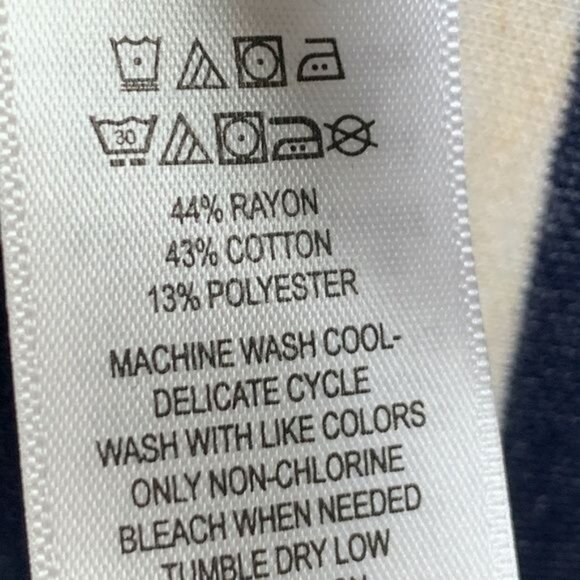 30
44% RAYON
43% COTTON
13% POLYESTER
MACHINE WASH COOL-
DELICATE CYCLE
WASH WITH LIKE COLORS
ONLY NON-CHLORINE
BLEACH WHEN NEEDED
TUMBLE DRY LOW